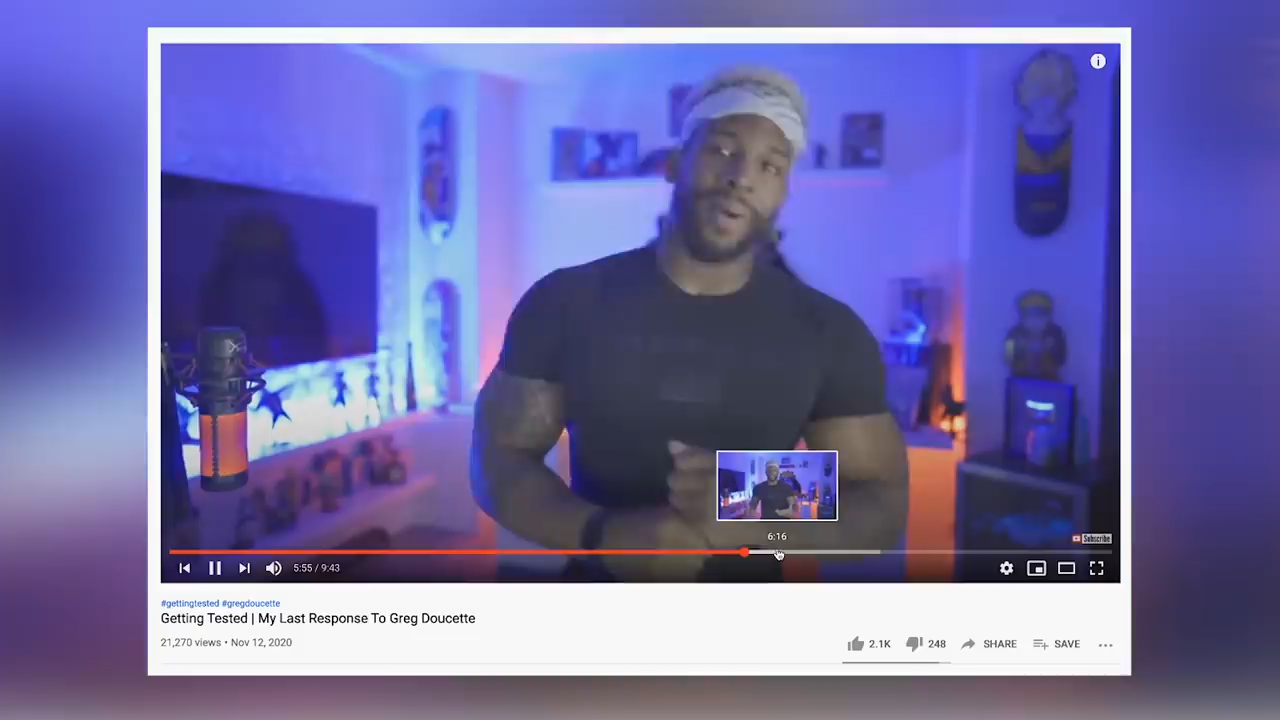 6:16
Subscribe
5:55 / 9:43
#gettingtested #gregdoucette
Getting Tested | My Last Response To Greg Doucette
21,270 views • Nov 12, 2020
2.1K 248 SHARE SAVE